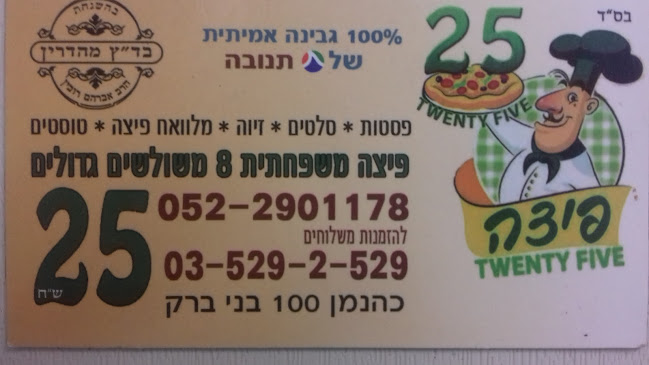 בס"ד
בהשגחת
בד"ץ מהדרין
הרב אברהם רובין
100% גבינה אמיתית
של תנובה
25
TWENTY FIVE
פסטות * סלטים * זיוה * מלוואח פיצה * טוסטים
פיצה משפחתית 8 משולשים גדולים
25 ש"ח
052-2901178
להזמנות משלוחים
03-529-2-529
כהנמן 100 בני ברק
פיצה
TWENTY FIVE